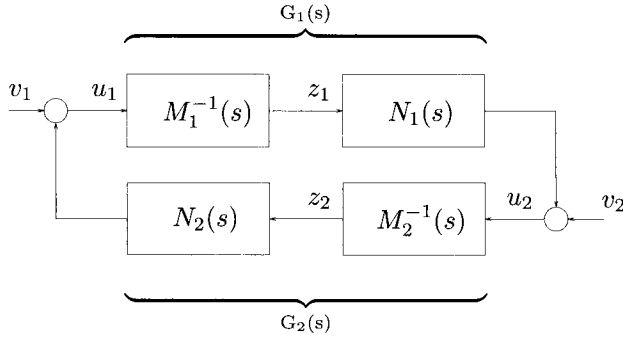 G₁(s)
v₁ u₁ M₁⁻¹(s) z₁ N₁(s)
N₂(s) z₂ M₂⁻¹(s) u₂ v₂
G₂(s)